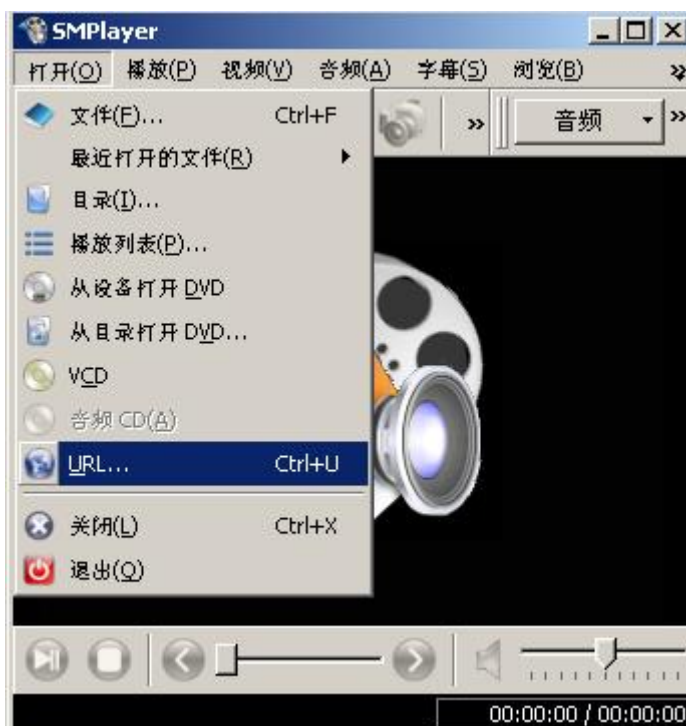 SMPlayer
打开(O) 播放(P) 视频(V) 音频(A) 字幕(S) 浏览(B) »
文件(F)... Ctrl+F
» 音频 »
最近打开的文件(R)
目录(I)...
播放列表(P)...
从设备打开 DVD
从目录打开 DVD...
VCD
音频 CD(A)
URL... Ctrl+U
关闭(L) Ctrl+X
退出(Q)
00:00:00 / 00:00:00